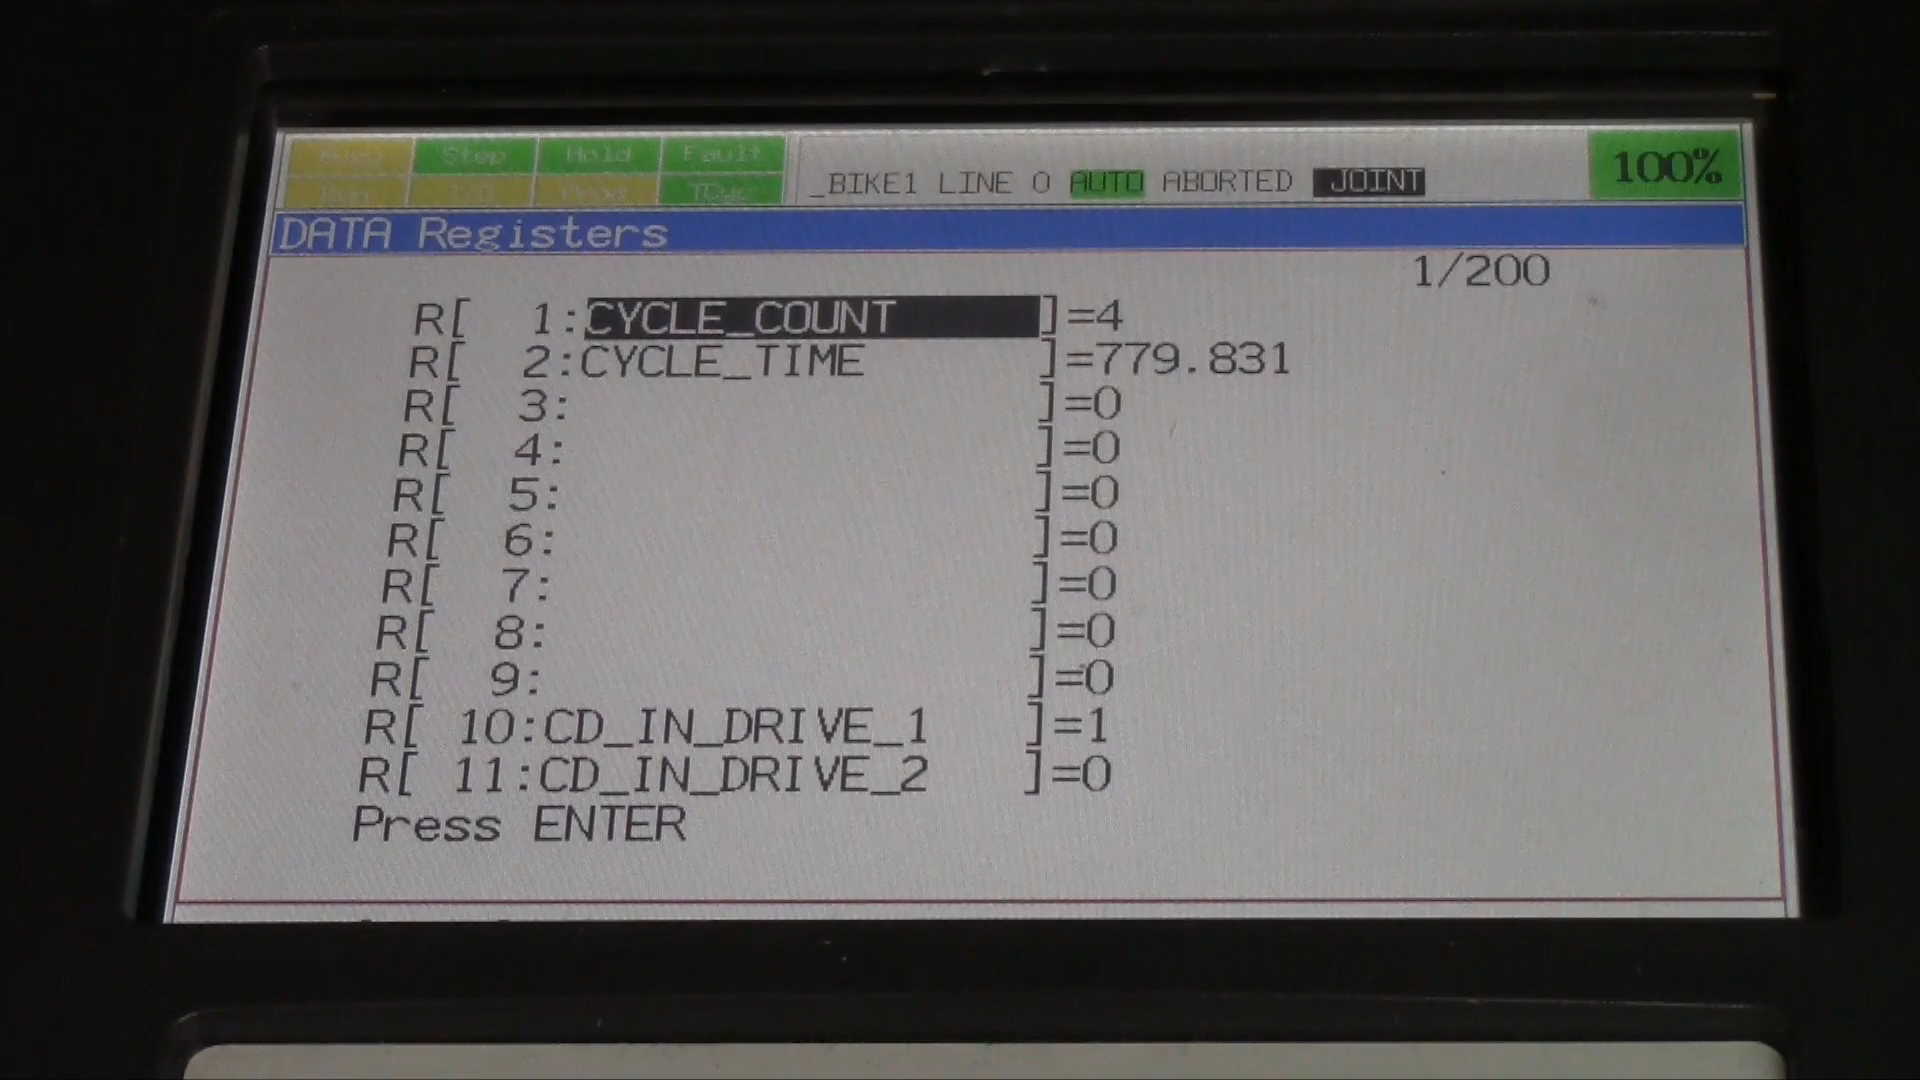 Busy Step Hold Fault
Run I/O Prod TCyc
_BIKE1 LINE 0 AUTO ABORTED JOINT
100%
DATA Registers
1/200
R[ 1:CYCLE_COUNT ]=4
R[ 2:CYCLE_TIME ]=779.831
R[ 3: ]=0
R[ 4: ]=0
R[ 5: ]=0
R[ 6: ]=0
R[ 7: ]=0
R[ 8: ]=0
R[ 9: ]=0
R[ 10:CD_IN_DRIVE_1 ]=1
R[ 11:CD_IN_DRIVE_2 ]=0
Press ENTER